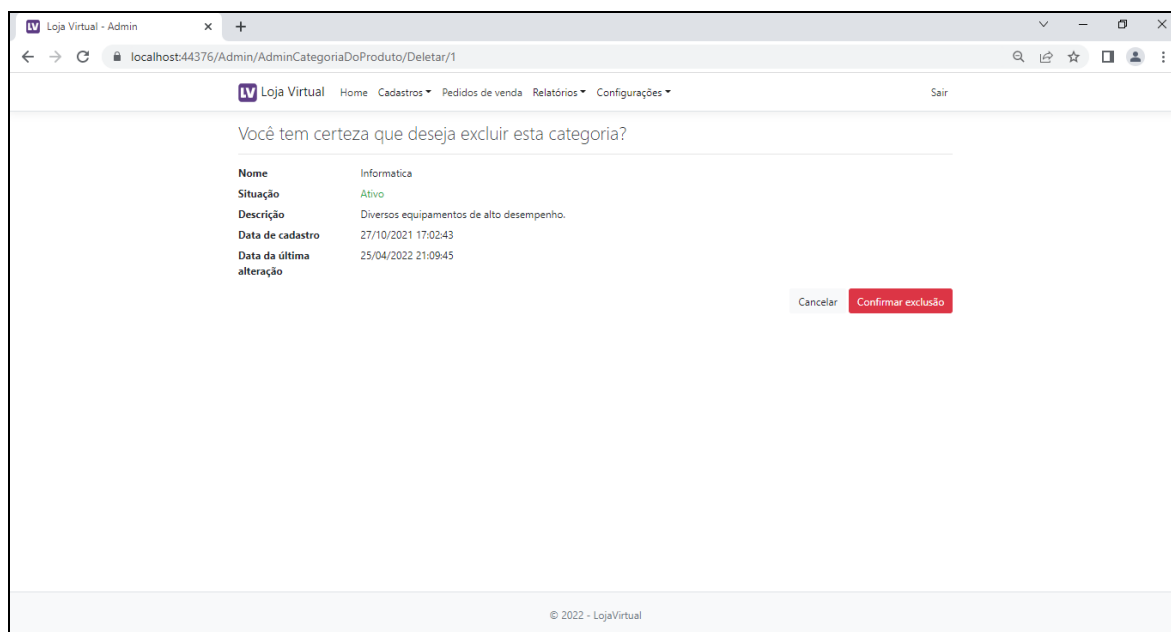 LV Loja Virtual - Admin
localhost:44376/Admin/AdminCategoriaDoProduto/Deletar/1
LV Loja Virtual Home Cadastros Pedidos de venda Relatórios Configurações Sair
Você tem certeza que deseja excluir esta categoria?
Nome Informatica
Situação Ativo
Descrição Diversos equipamentos de alto desempenho.
Data de cadastro 27/10/2021 17:02:43
Data da última 25/04/2022 21:09:45
alteração
Cancelar Confirmar exclusão
© 2022 - LojaVirtual